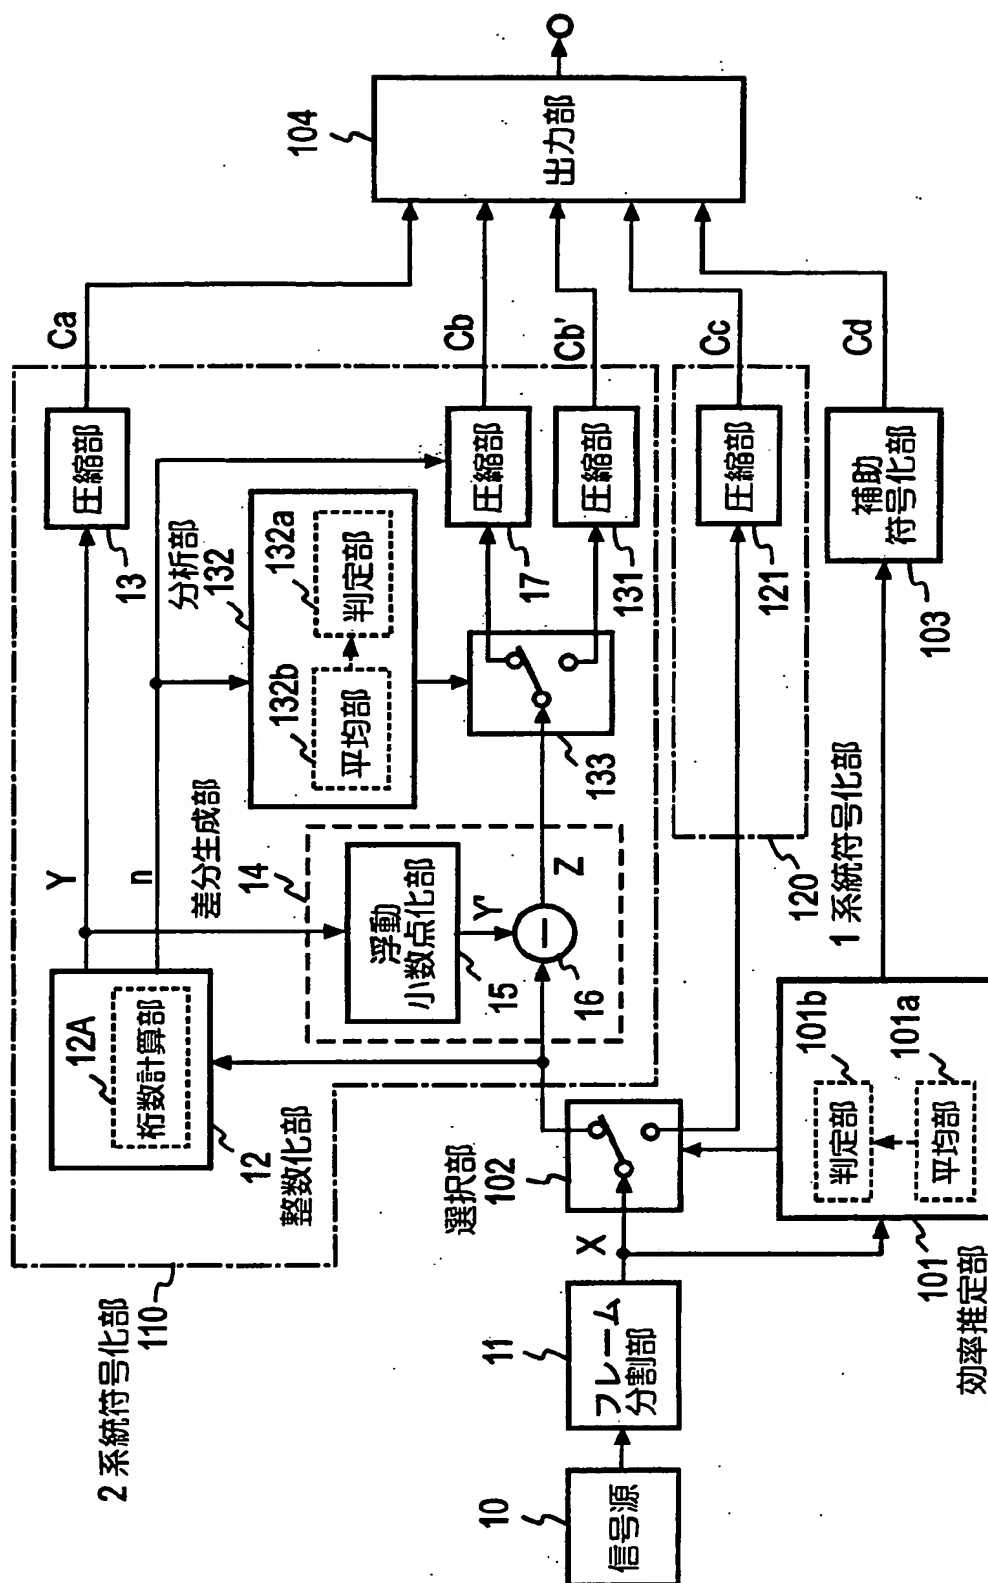 2 系統符号化部
110
12A
桁数計算部
12
整数化部
Y
n
13
圧縮部
Ca
分析部
132
132b
平均部
132a
判定部
差分生成部
14
浮動
小数点化部
15
Y'
16
Z
133
17
圧縮部
Cb
131
圧縮部
Cb'
104
出力部
10
信号源
11
フレーム
分割部
X
選択部
102
120
1 系統符号化部
121
圧縮部
Cc
101
効率推定部
101b
判定部
101a
平均部
103
補助
符号化部
Cd